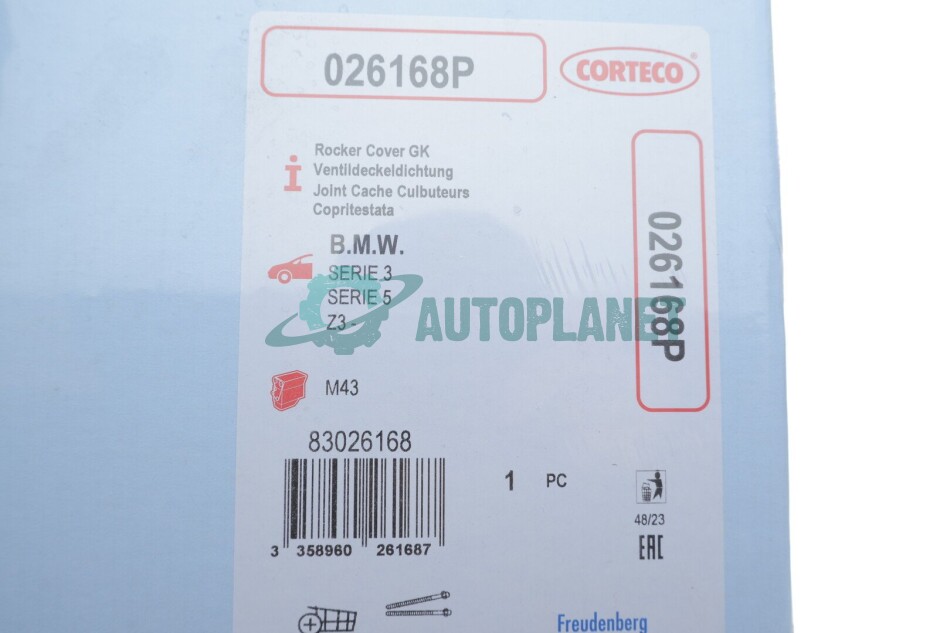 026168P
CORTECO
Rocker Cover GK
Ventildeckeldichtung
Joint Cache Culbuteurs
Copritestata
026168P
B.M.W.
SERIE 3
SERIE 5
Z3 -
AUTOPLANET
M43
83026168
1 PC
48/23
EAC
3 358960 261687
Freudenberg